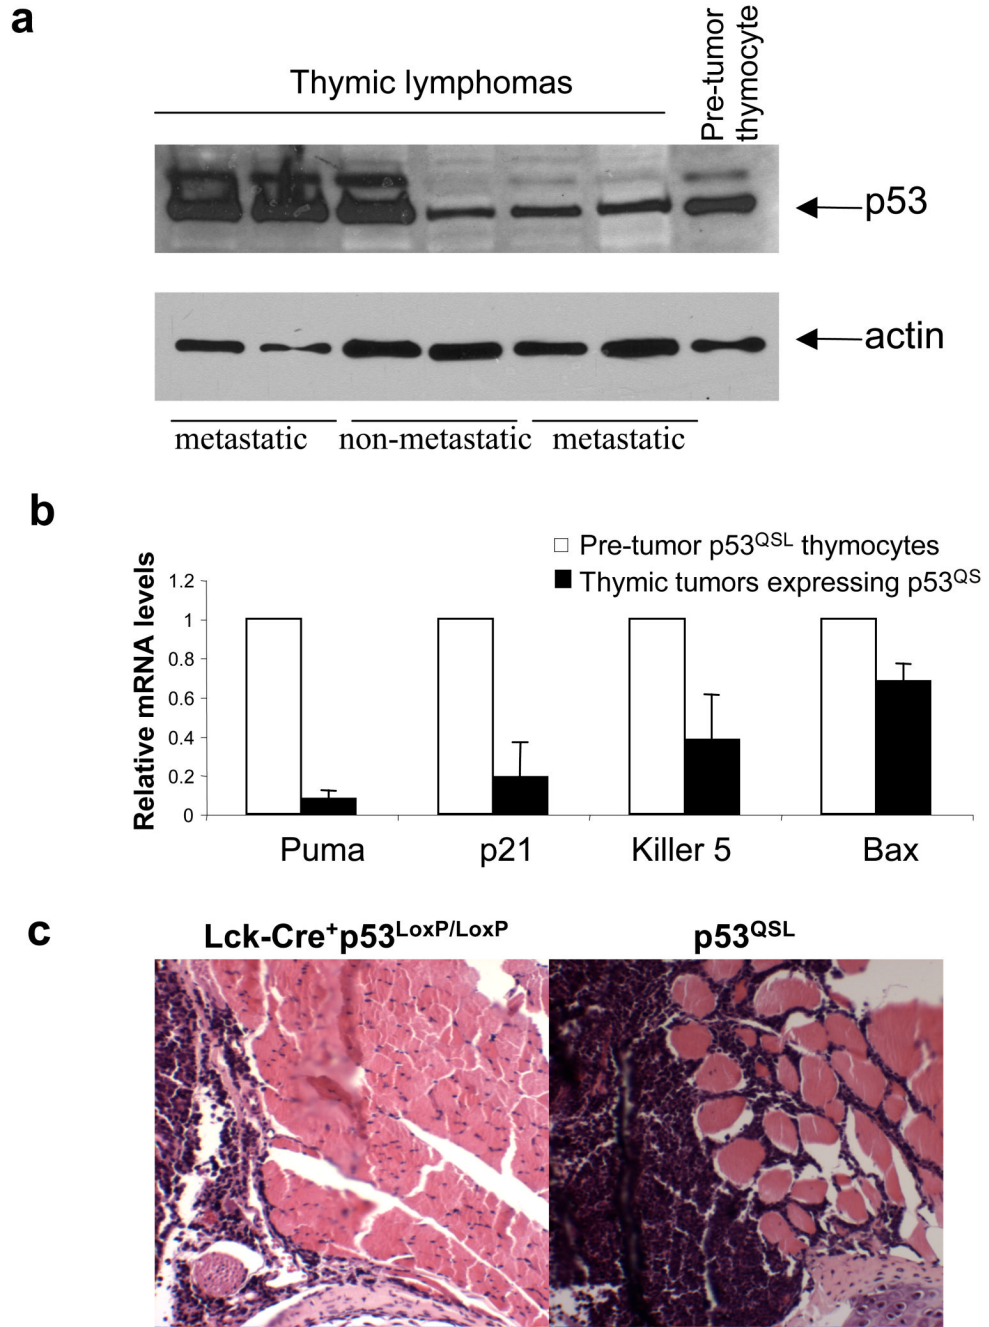 a
Thymic lymphomas
Pre-tumor
thymocyte
p53
actin
metastatic non-metastatic metastatic
b
Pre-tumor p53QSL thymocytes
Thymic tumors expressing p53QS
Relative mRNA levels
1.2
1
0.8
0.6
0.4
0.2
0
Puma p21 Killer 5 Bax
c
Lck-Cre+p53LoxP/LoxP p53QSL